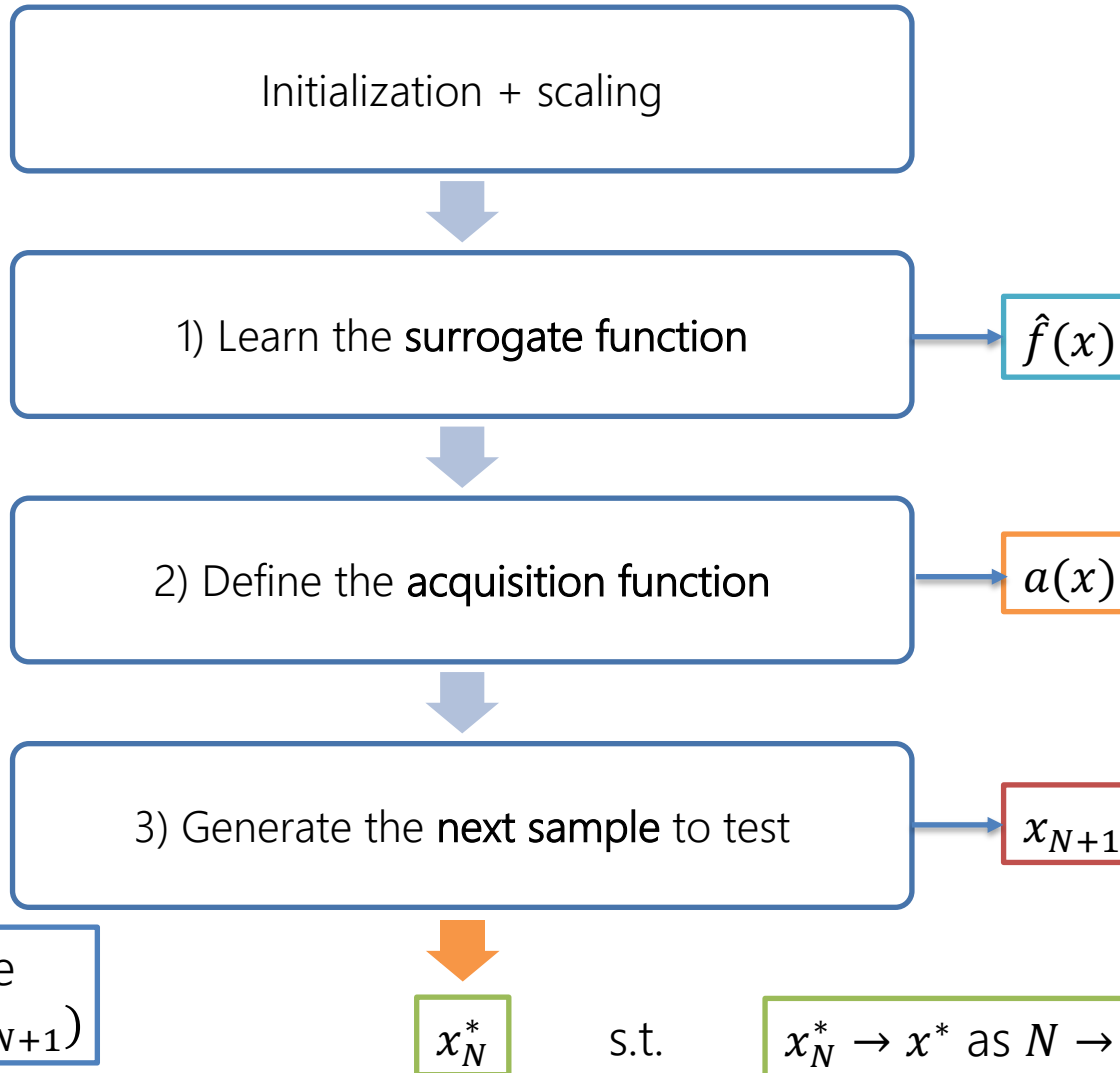 Initialization + scaling
1) Learn the surrogate function
f̂(x)
2) Define the acquisition function
a(x)
3) Generate the next sample to test
x_{N+1}
N+1)
x*_N s.t. x*_N → x* as N →